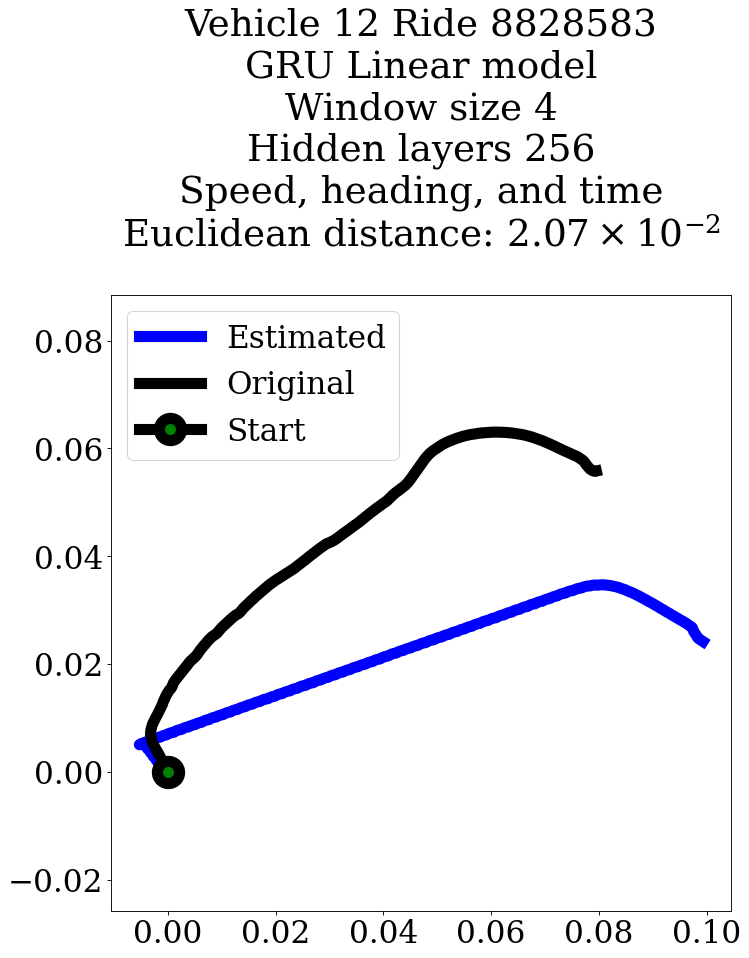 Vehicle 12 Ride 8828583
GRU Linear model
Window size 4
Hidden layers 256
Speed, heading, and time
Euclidean distance: 2.07 × 10⁻²
Estimated
Original
Start
0.08
0.06
0.04
0.02
0.00
−0.02
0.00 0.02 0.04 0.06 0.08 0.10